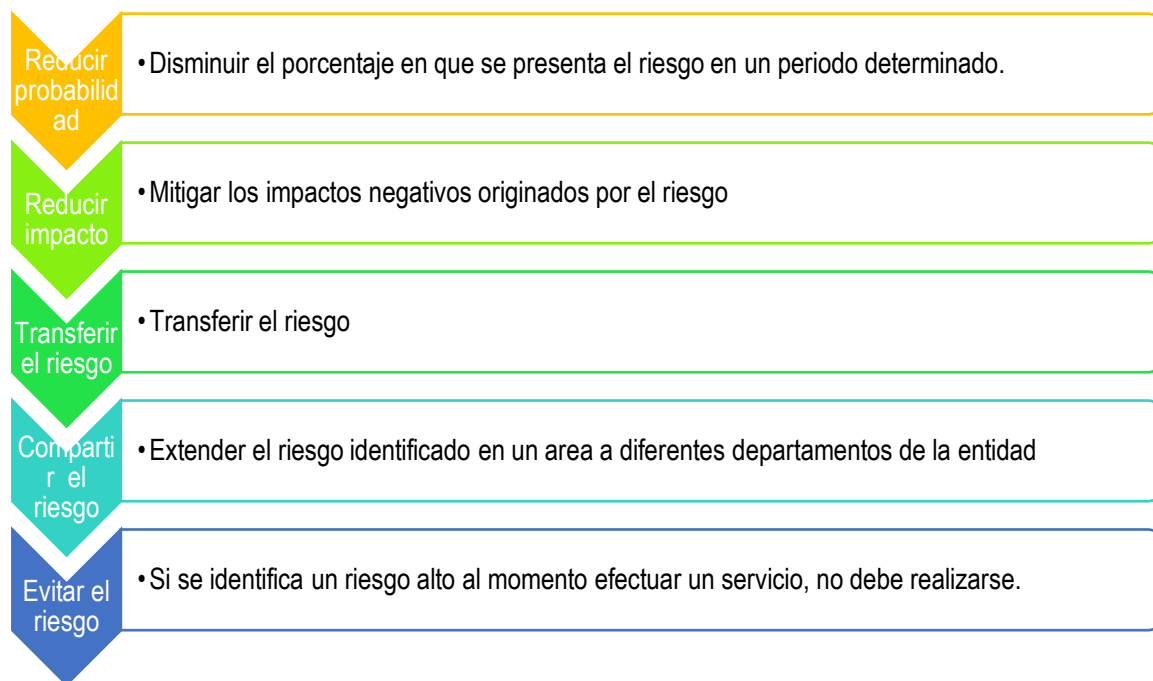 Reducir
probabilid
ad
• Disminuir el porcentaje en que se presenta el riesgo en un periodo determinado.
Reducir
impacto
• Mitigar los impactos negativos originados por el riesgo
Transferir
el riesgo
• Transferir el riesgo
Comparti
r el
riesgo
• Extender el riesgo identificado en un area a diferentes departamentos de la entidad
Evitar el
riesgo
• Si se identifica un riesgo alto al momento efectuar un servicio, no debe realizarse.